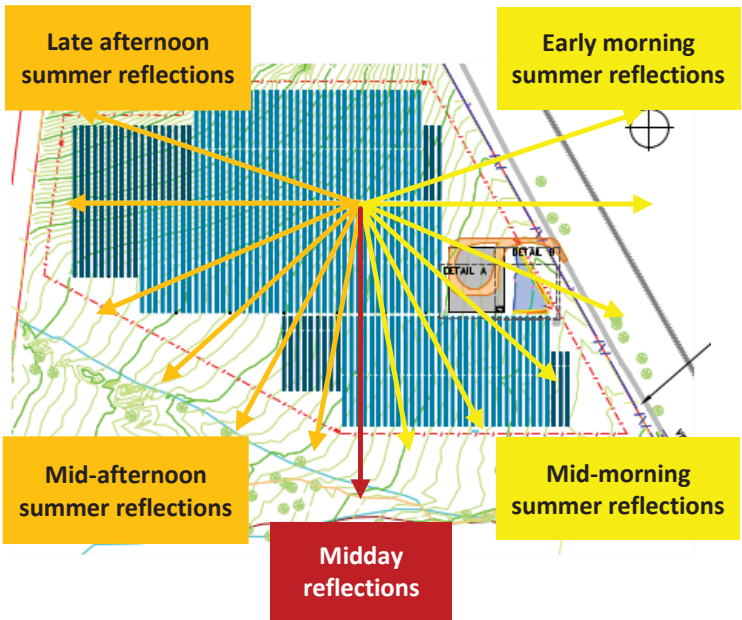 Late afternoon
summer reflections
Early morning
summer reflections
DETAIL A
DETAIL B
Mid-afternoon
summer reflections
Mid-morning
summer reflections
Midday
reflections